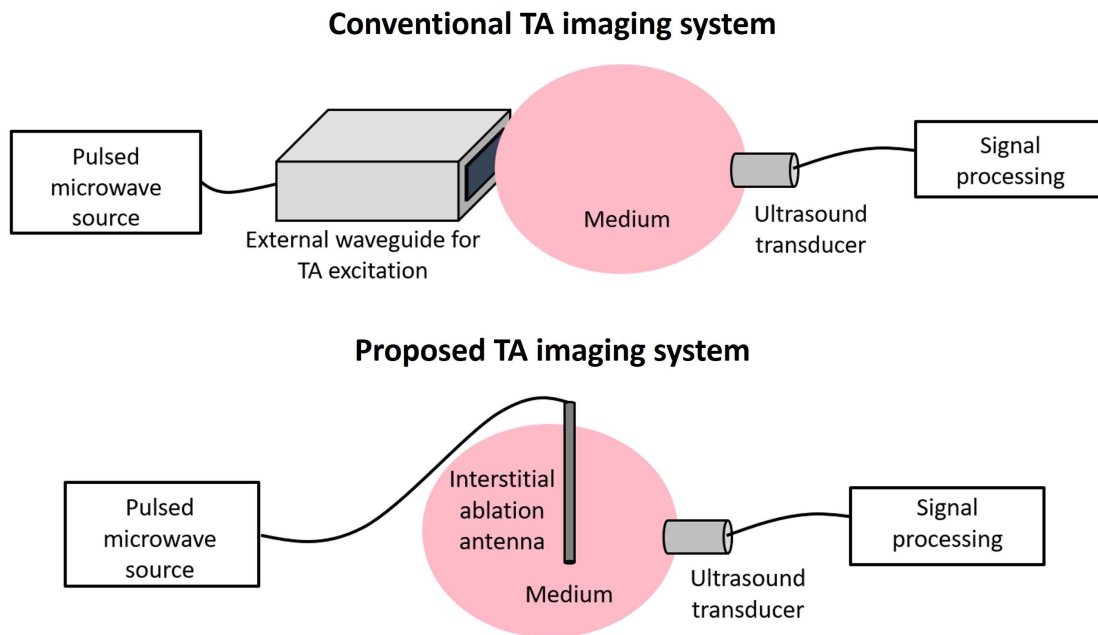 Conventional TA imaging system
Pulsed
microwave
source
External waveguide for
TA excitation
Medium
Ultrasound
transducer
Signal
processing
Proposed TA imaging system
Pulsed
microwave
source
Interstitial
ablation
antenna
Medium
Ultrasound
transducer
Signal
processing